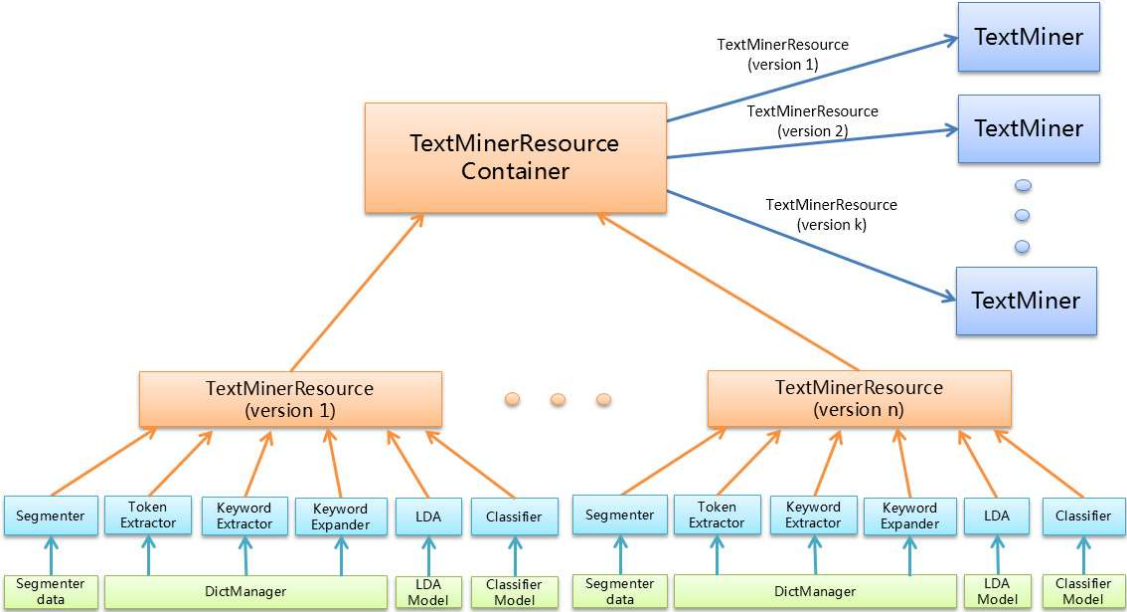 TextMinerResource
(version 1)
TextMiner
TextMinerResource
(version 2)
TextMiner
TextMinerResource
Container
TextMinerResource
(version k)
TextMiner
TextMinerResource
(version 1)
TextMinerResource
(version n)
Segmenter
Token
Extractor
Keyword
Extractor
Keyword
Expander
LDA
Classifier
Segmenter
Token
Extractor
Keyword
Extractor
Keyword
Expander
LDA
Classifier
Segmenter
data
DictManager
LDA
Model
Classifier
Model
Segmenter
data
DictManager
LDA
Model
Classifier
Model